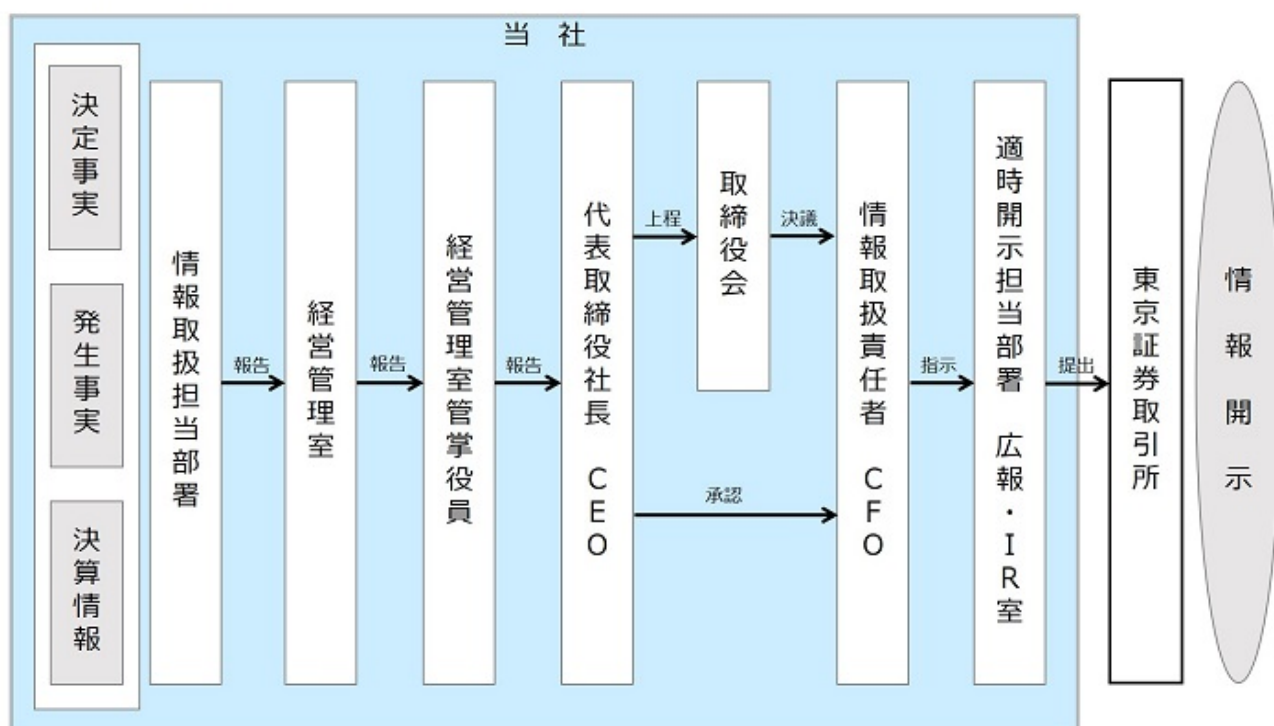 当 社
決定事実
発生事実
決算情報
情報取扱担当部署
報告
経営管理室
報告
経営管理室管掌役員
報告
代表取締役社長 CEO
上程
取締役会
決議
承認
情報取扱責任者 CFO
指示
適時開示担当部署 広報・IR室
提出
東京証券取引所
情報開示